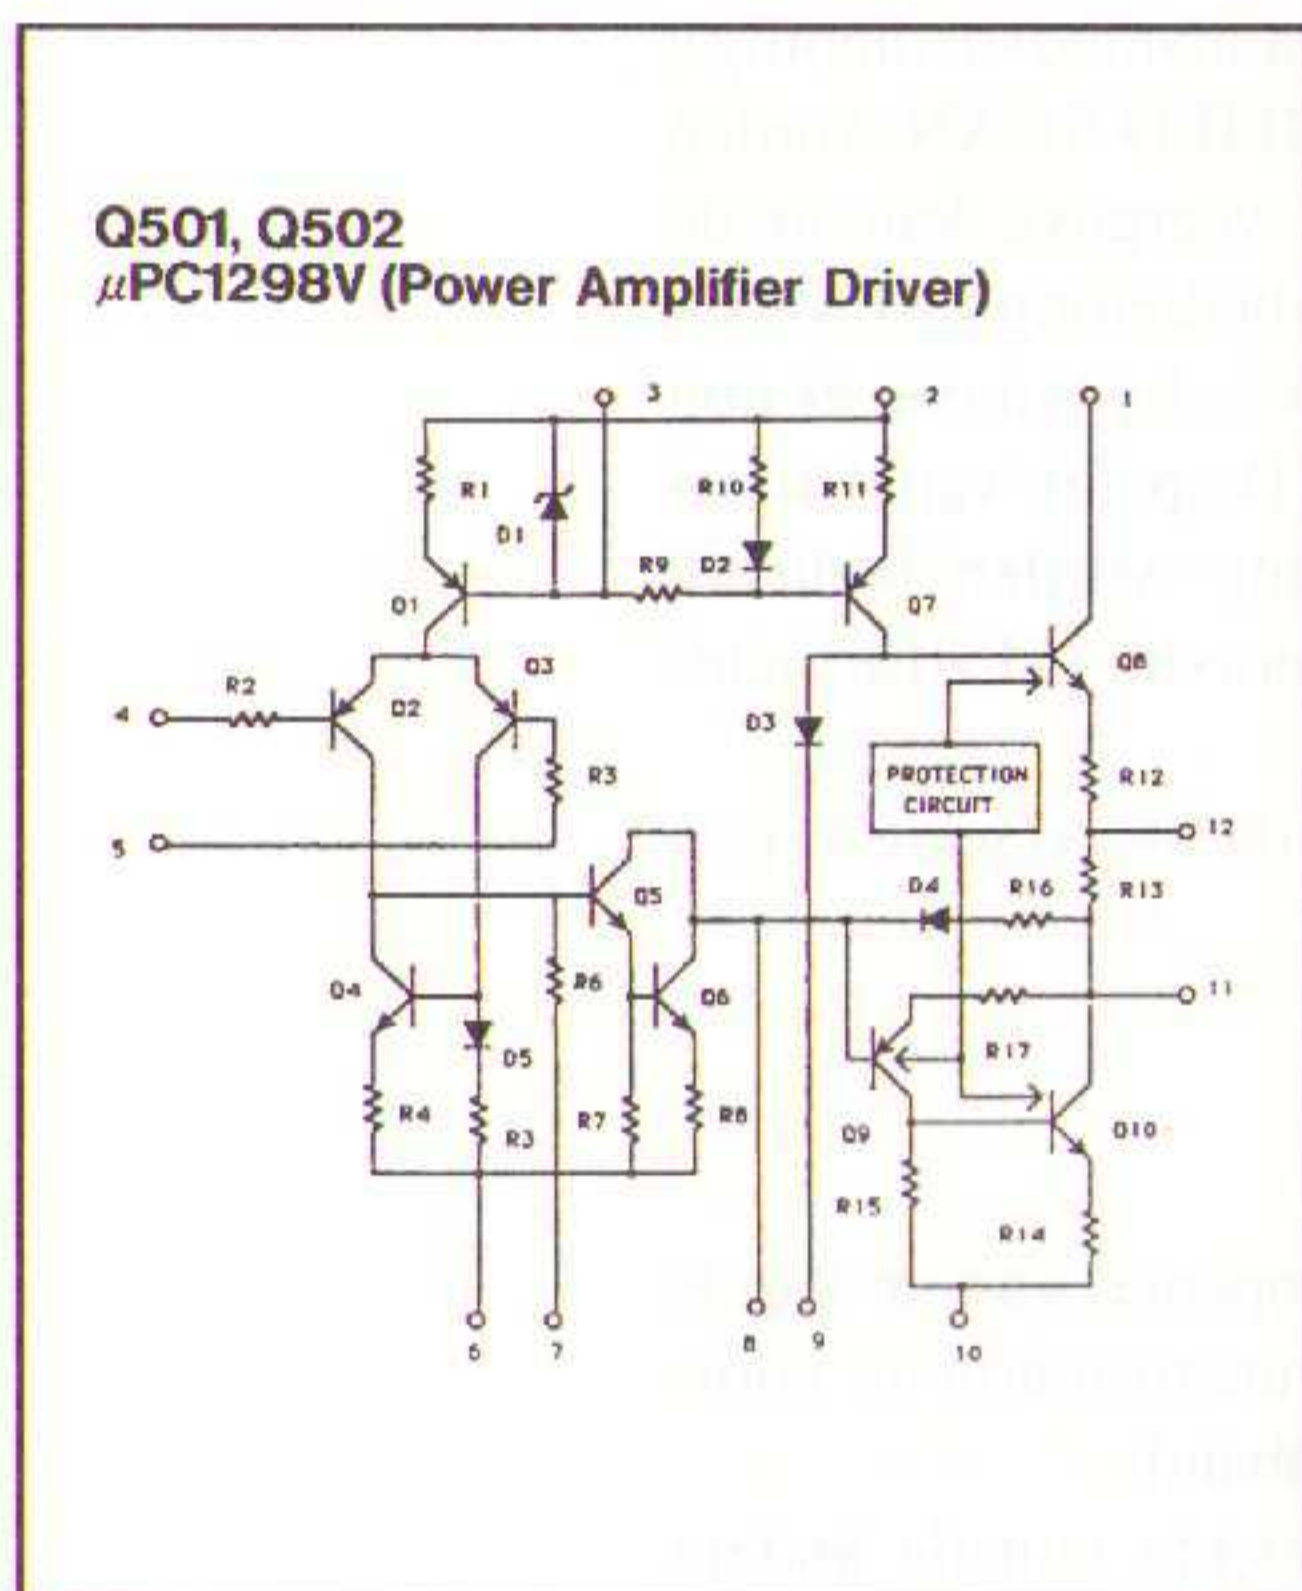 Q501, Q502
μPC1298V (Power Amplifier Driver)
3
2
1
R1
D1
R10
R11
R9
D2
Q1
Q7
Q3
Q8
R2
4
Q2
D3
R3
PROTECTION
CIRCUIT
R12
12
5
D4
R16
R13
Q5
Q4
R6
Q6
11
D5
R17
R4
R3
R7
R8
Q9
Q10
R15
R14
6
7
8
9
10